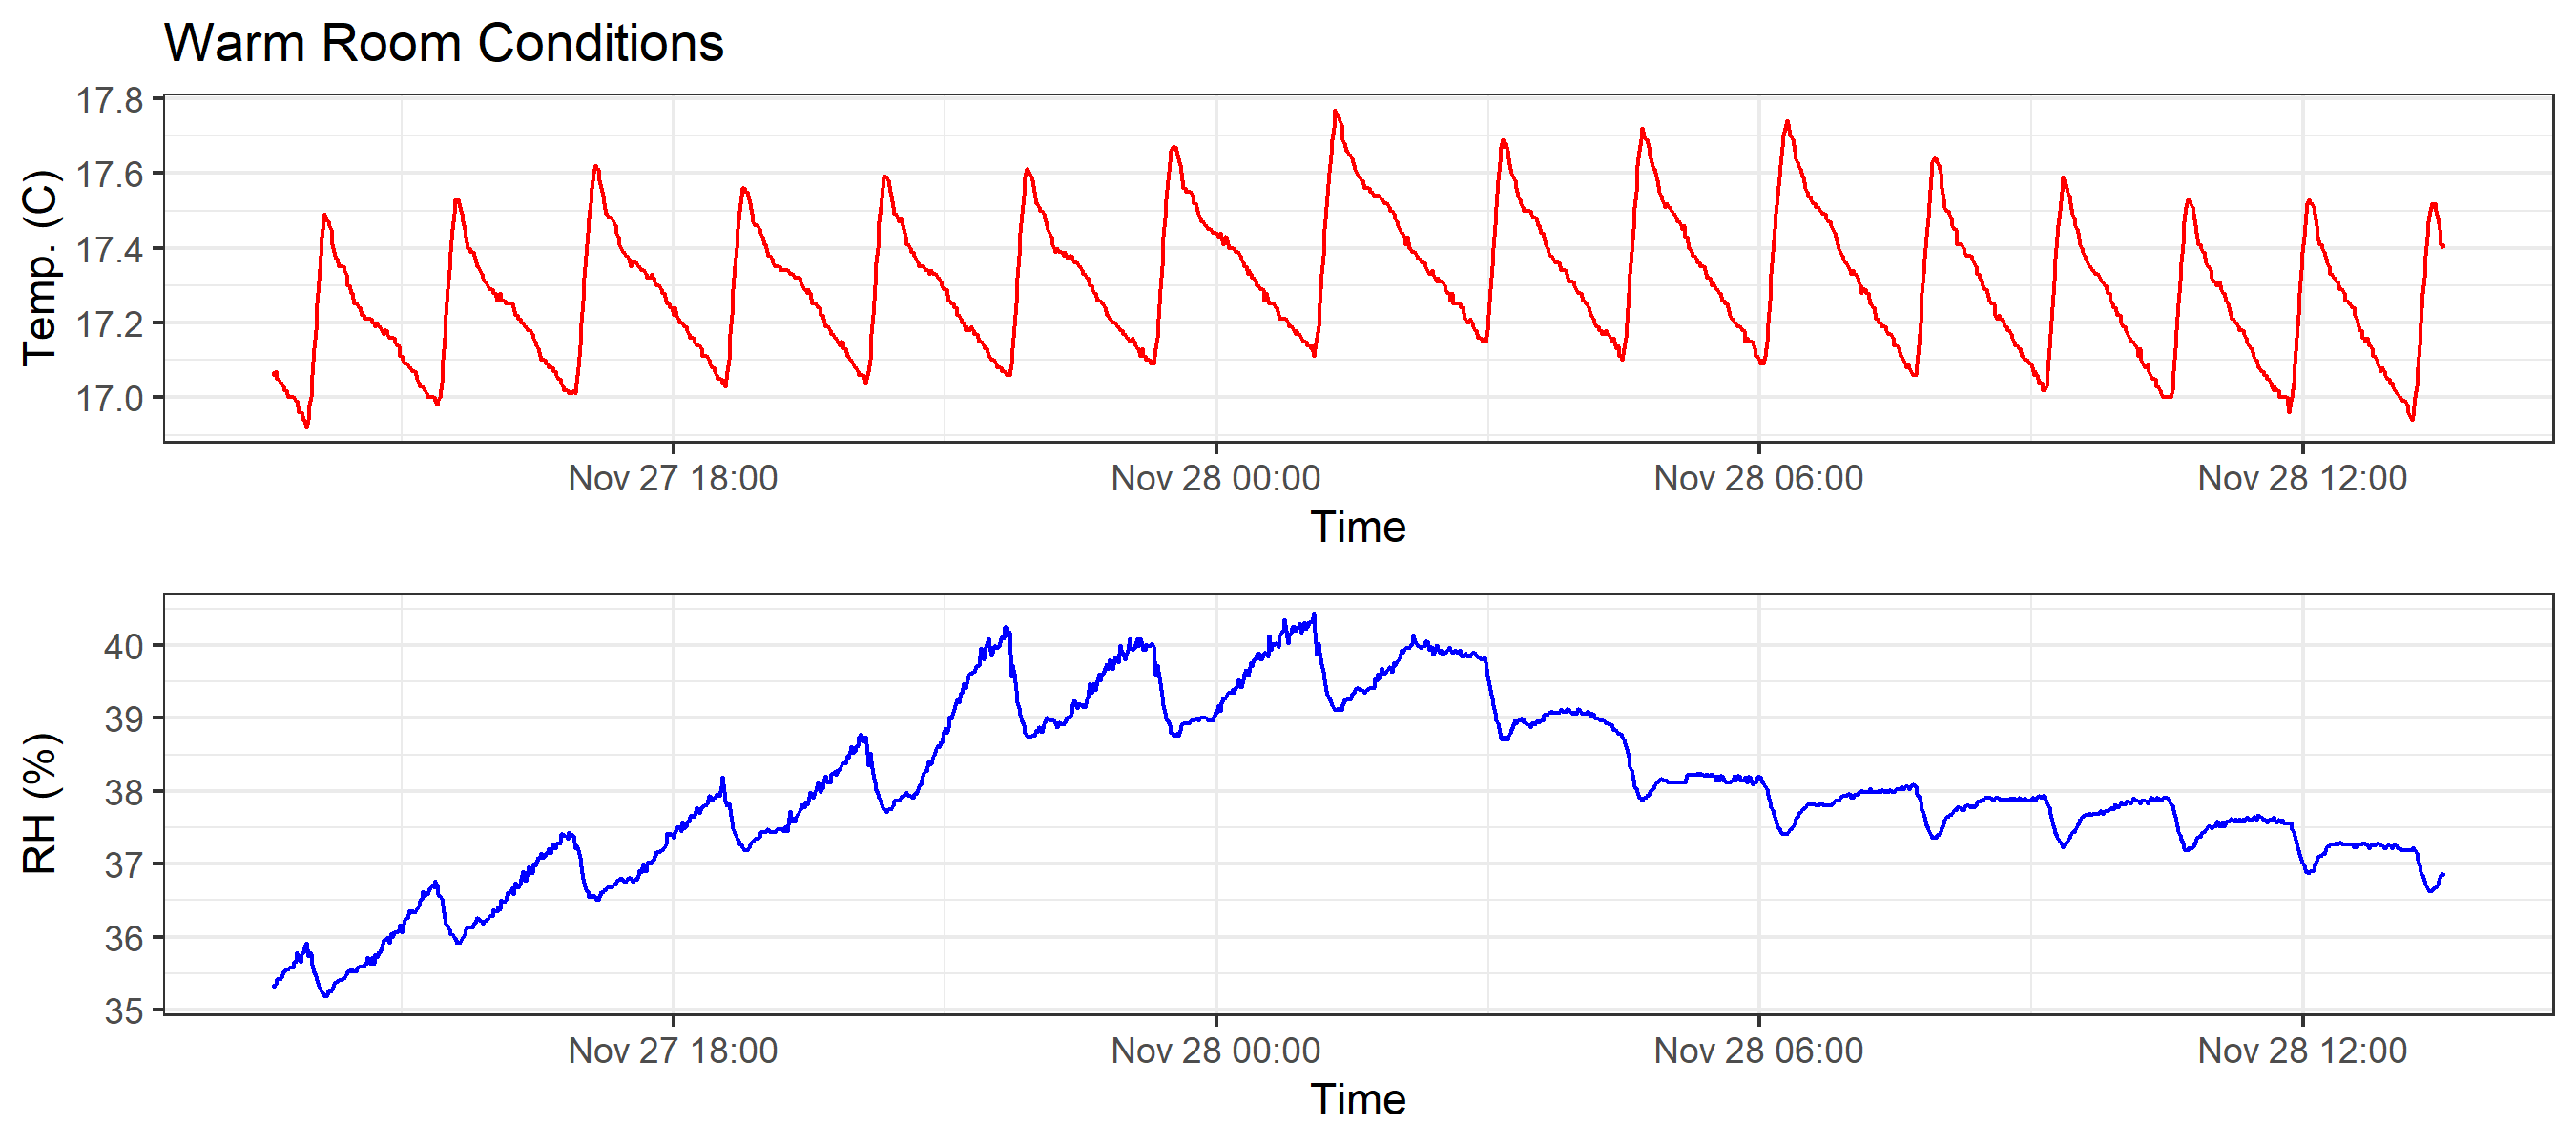 Warm Room Conditions
17.8
17.6
17.4
17.2
17.0
Temp. (C)
Nov 27 18:00 Nov 28 00:00 Nov 28 06:00 Nov 28 12:00
Time
40
39
38
37
36
35
RH (%)
Nov 27 18:00 Nov 28 00:00 Nov 28 06:00 Nov 28 12:00
Time